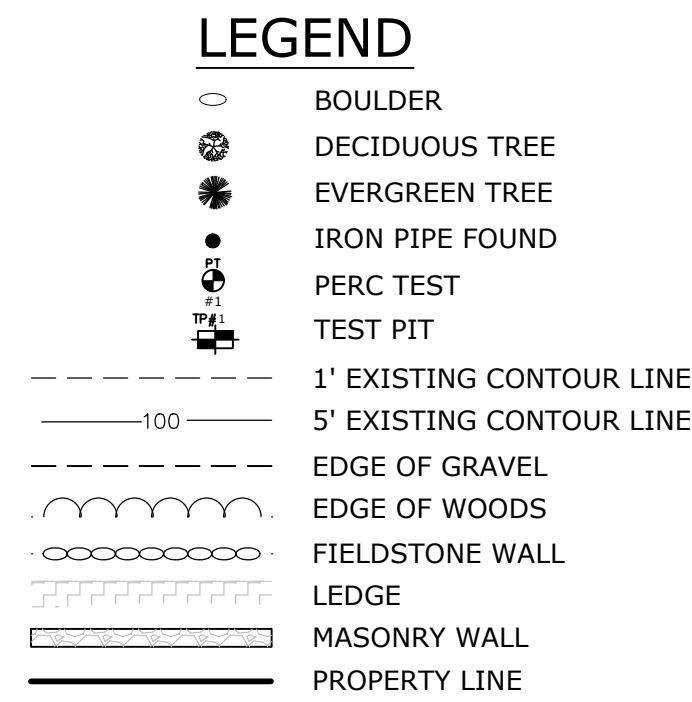 LEGEND
BOULDER
DECIDUOUS TREE
EVERGREEN TREE
IRON PIPE FOUND
PT
#1
PERC TEST
TP#1
TEST PIT
1' EXISTING CONTOUR LINE
100
5' EXISTING CONTOUR LINE
EDGE OF GRAVEL
EDGE OF WOODS
FIELDSTONE WALL
LEDGE
MASONRY WALL
PROPERTY LINE